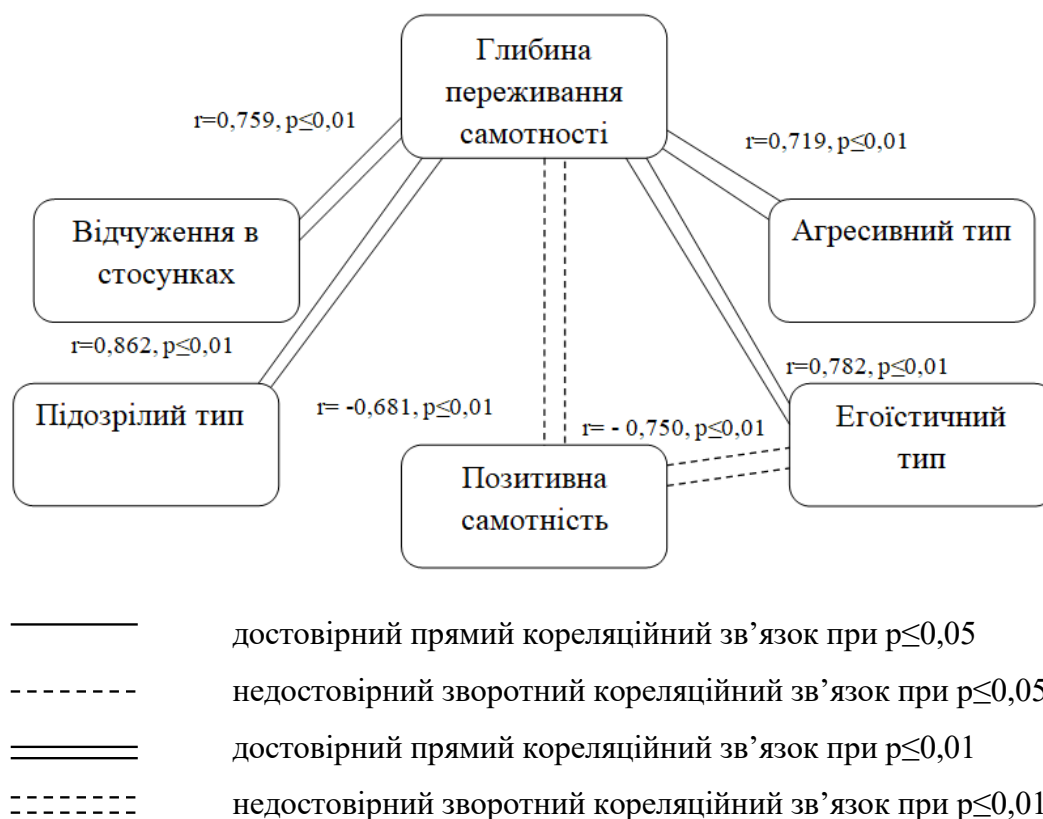 Глибина
переживання
самотності
r=0,759, p≤0,01
r=0,719, p≤0,01
Відчуження в
стосунках
Агресивний тип
r=0,862, p≤0,01
r=0,782, p≤0,01
Підозрілий тип
r= -0,681, p≤0,01
r= - 0,750, p≤0,01
Егоїстичний
тип
Позитивна
самотність
достовірний прямий кореляційний зв’язок при p≤0,05
недостовірний зворотний кореляційний зв’язок при p≤0,05
достовірний прямий кореляційний зв’язок при p≤0,01
недостовірний зворотний кореляційний зв’язок при p≤0,01